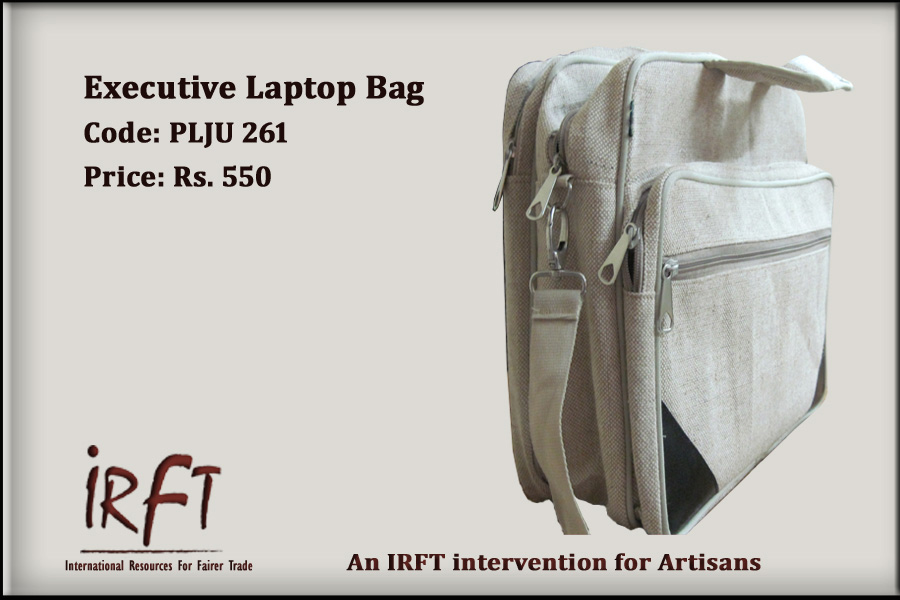 Executive Laptop Bag
Code: PLJU 261
Price: Rs. 550
iRFT
International Resources For Fairer Trade
An IRFT intervention for Artisans